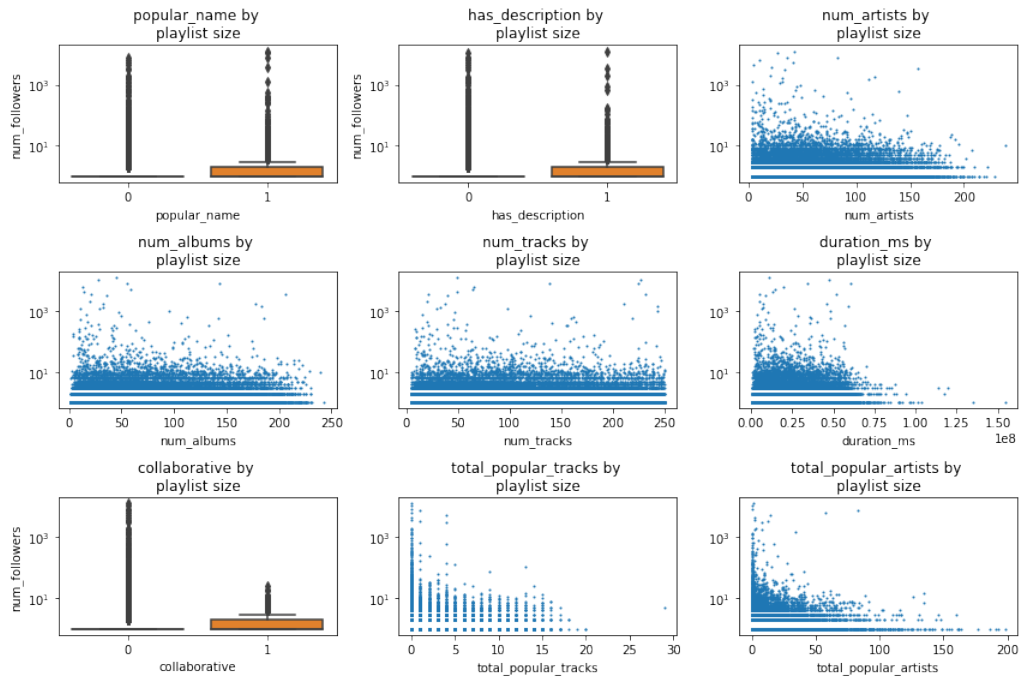 popular_name by
playlist size
has_description by
playlist size
num_artists by
playlist size
num_followers
10³
10¹
0 1
popular_name
num_followers
10³
10¹
0 1
has_description
10³
10¹
0 50 100 150 200
num_artists
num_albums by
playlist size
num_tracks by
playlist size
duration_ms by
playlist size
10³
10¹
0 50 100 150 200 250
num_albums
10³
10¹
0 50 100 150 200 250
num_tracks
10³
10¹
0.00 0.25 0.50 0.75 1.00 1.25 1.50
1e8
duration_ms
collaborative by
playlist size
total_popular_tracks by
playlist size
total_popular_artists by
playlist size
num_followers
10³
10¹
0 1
collaborative
10³
10¹
0 5 10 15 20 25 30
total_popular_tracks
10³
10¹
0 50 100 150 200
total_popular_artists